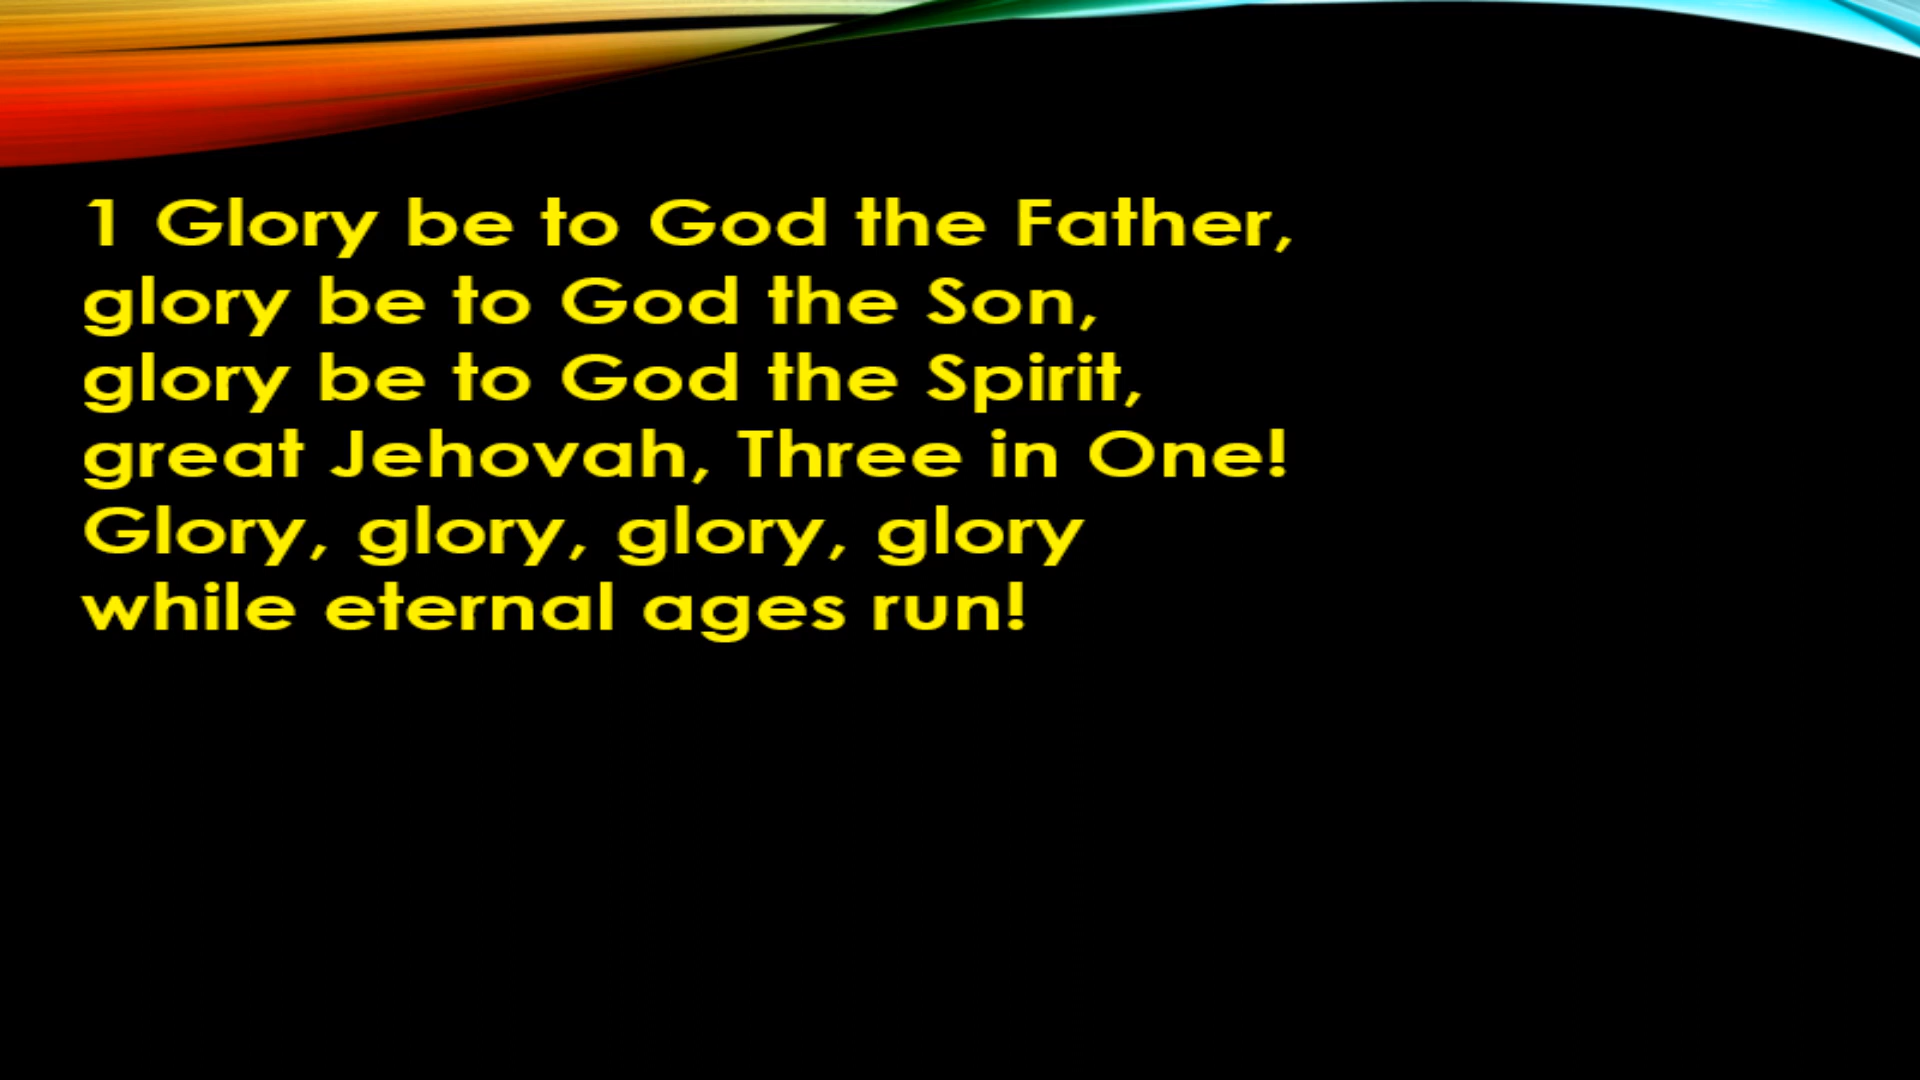 1 Glory be to God the Father,
glory be to God the Son,
glory be to God the Spirit,
great Jehovah, Three in One!
Glory, glory, glory, glory
while eternal ages run!